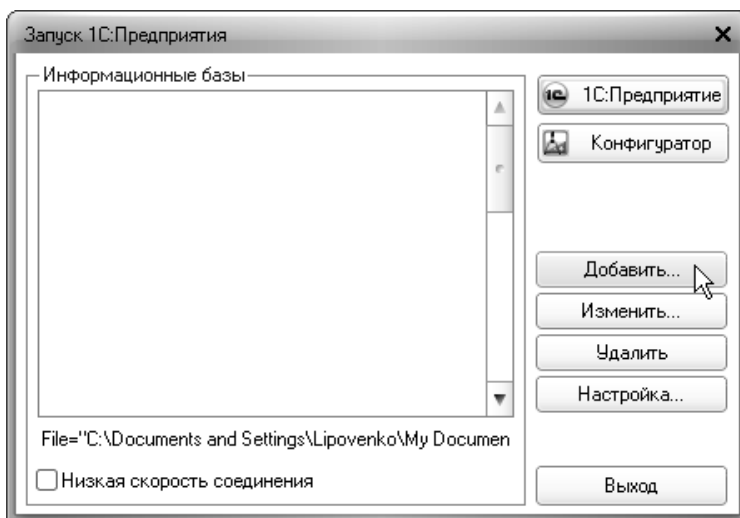 Запуск 1С:Предприятия
Информационные базы
1С:Предприятие
Конфигуратор
Добавить...
Изменить...
Удалить
Настройка...
File="C:\Documents and Settings\Lipovenko\My Documen
Низкая скорость соединения
Выход